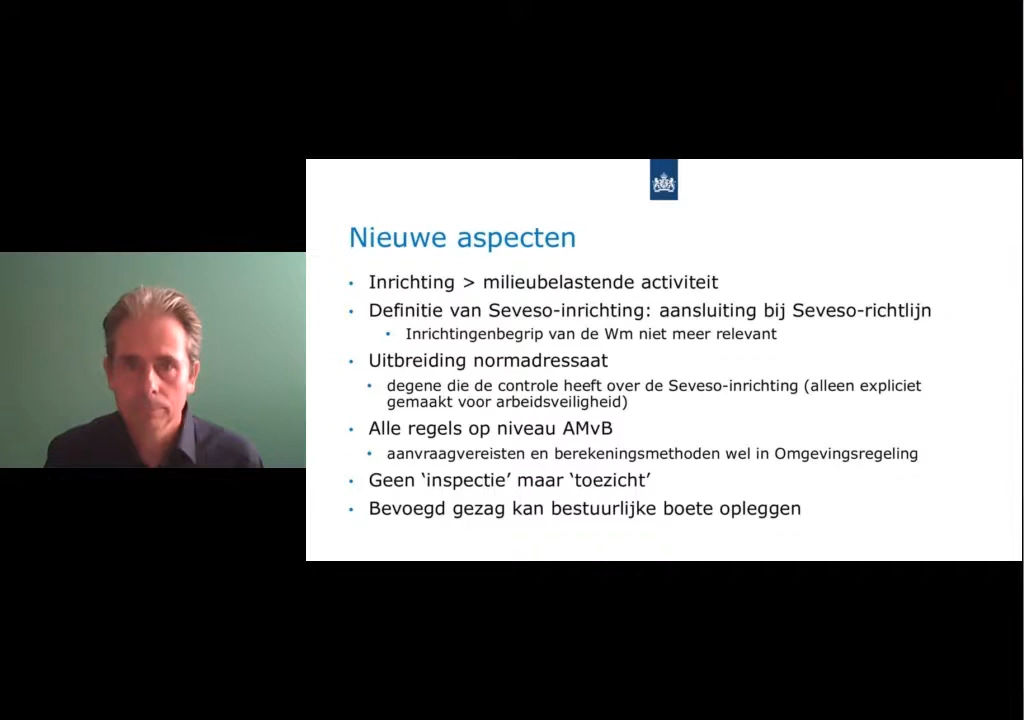 Nieuwe aspecten
• Inrichting > milieubelastende activiteit
• Definitie van Seveso-inrichting: aansluiting bij Seveso-richtlijn
• Inrichtingenbegrip van de Wm niet meer relevant
• Uitbreiding normadressaat
• degene die de controle heeft over de Seveso-inrichting (alleen expliciet
gemaakt voor arbeidsveiligheid)
• Alle regels op niveau AMvB
• aanvraagvereisten en berekeningsmethoden wel in Omgevingsregeling
• Geen ‘inspectie’ maar ‘toezicht’
• Bevoegd gezag kan bestuurlijke boete opleggen